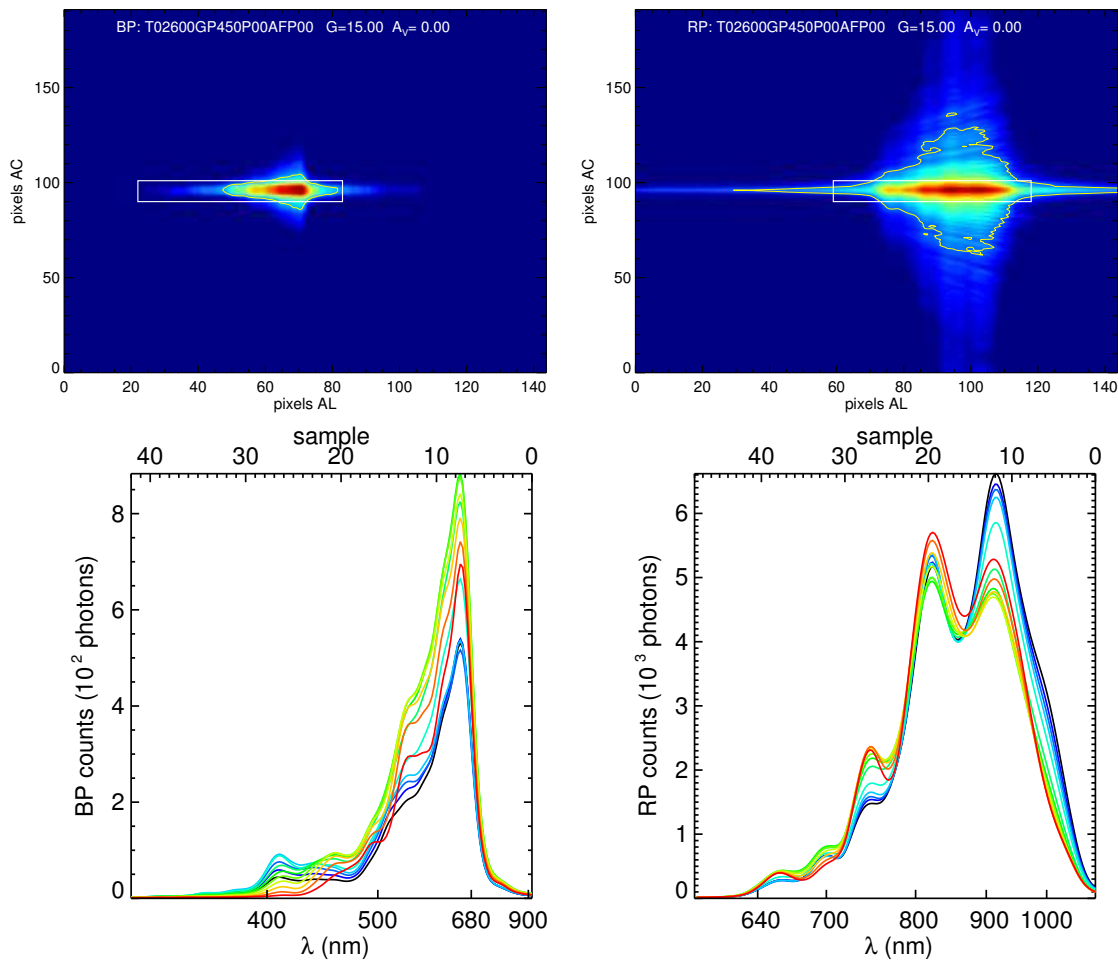 BP: T02600GP450P00AFP00 G=15.00 A_V= 0.00
pixels AC
0
50
100
150
0 20 40 60 80 100 120 140
pixels AL
RP: T02600GP450P00AFP00 G=15.00 A_V= 0.00
pixels AC
0
50
100
150
0 20 40 60 80 100 120 140
pixels AL
sample
40 30 20 10 0
BP counts (10² photons)
8
6
4
2
0
400 500 680 900
λ (nm)
sample
40 30 20 10 0
RP counts (10³ photons)
6
5
4
3
2
1
0
640 700 800 900 1000
λ (nm)